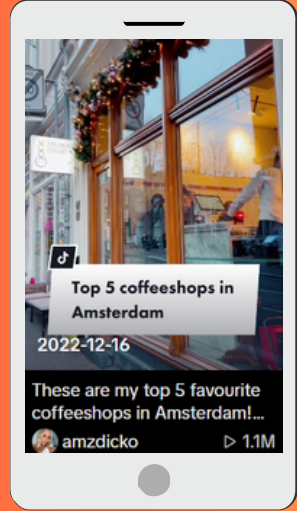 Top 5 coffeeshops in
Amsterdam
2022-12-16
These are my top 5 favourite
coffeeshops in Amsterdam!...
amzdicko
1.1M